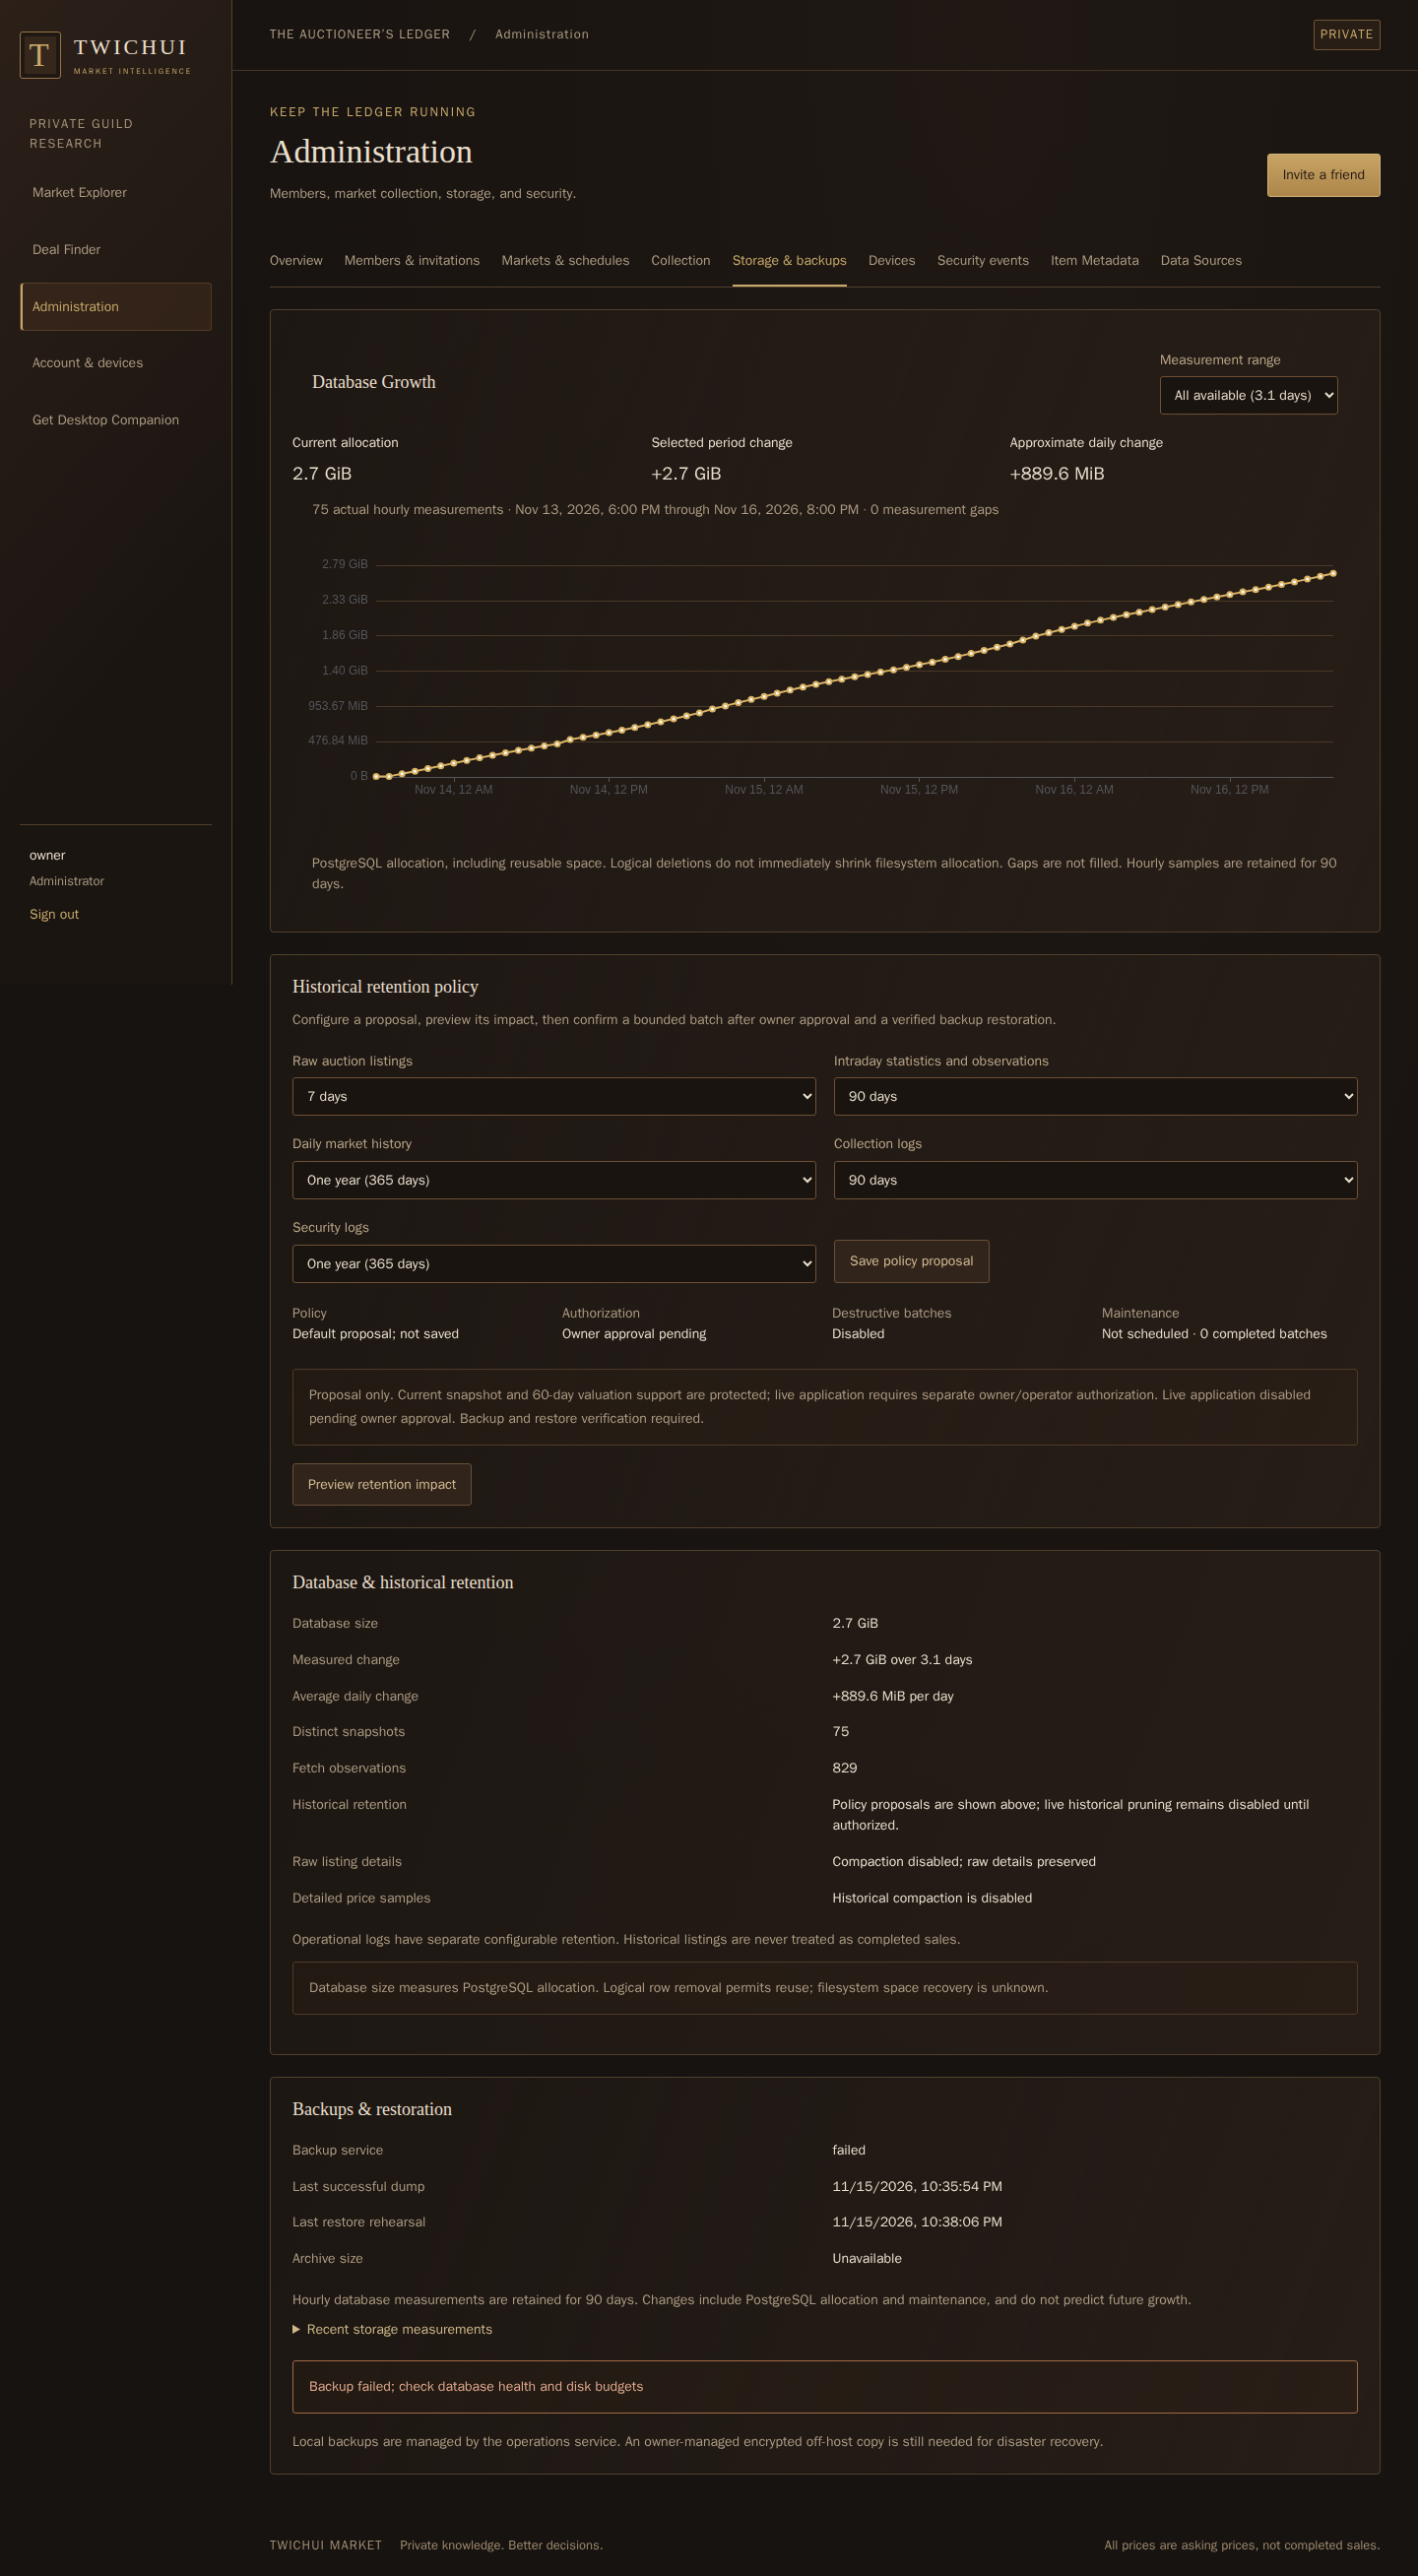 T
TWICHUI
MARKET INTELLIGENCE
PRIVATE GUILD
RESEARCH
Market Explorer
Deal Finder
Administration
Account & devices
Get Desktop Companion
owner
Administrator
Sign out
THE AUCTIONEER'S LEDGER / Administration
PRIVATE
KEEP THE LEDGER RUNNING
Administration
Members, market collection, storage, and security.
Invite a friend
Overview Members & invitations Markets & schedules Collection Storage & backups Devices Security events Item Metadata Data Sources
Database Growth
Measurement range
All available (3.1 days)
Current allocation Selected period change Approximate daily change
2.7 GiB +2.7 GiB +889.6 MiB
75 actual hourly measurements · Nov 13, 2026, 6:00 PM through Nov 16, 2026, 8:00 PM · 0 measurement gaps
2.79 GiB
2.33 GiB
1.86 GiB
1.40 GiB
953.67 MiB
476.84 MiB
0 B
Nov 14, 12 AM Nov 14, 12 PM Nov 15, 12 AM Nov 15, 12 PM Nov 16, 12 AM Nov 16, 12 PM
PostgreSQL allocation, including reusable space. Logical deletions do not immediately shrink filesystem allocation. Gaps are not filled. Hourly samples are retained for 90
days.
Historical retention policy
Configure a proposal, preview its impact, then confirm a bounded batch after owner approval and a verified backup restoration.
Raw auction listings Intraday statistics and observations
7 days 90 days
Daily market history Collection logs
One year (365 days) 90 days
Security logs
One year (365 days) Save policy proposal
Policy Authorization Destructive batches Maintenance
Default proposal; not saved Owner approval pending Disabled Not scheduled · 0 completed batches
Proposal only. Current snapshot and 60-day valuation support are protected; live application requires separate owner/operator authorization. Live application disabled
pending owner approval. Backup and restore verification required.
Preview retention impact
Database & historical retention
Database size 2.7 GiB
Measured change +2.7 GiB over 3.1 days
Average daily change +889.6 MiB per day
Distinct snapshots 75
Fetch observations 829
Historical retention Policy proposals are shown above; live historical pruning remains disabled until
authorized.
Raw listing details Compaction disabled; raw details preserved
Detailed price samples Historical compaction is disabled
Operational logs have separate configurable retention. Historical listings are never treated as completed sales.
Database size measures PostgreSQL allocation. Logical row removal permits reuse; filesystem space recovery is unknown.
Backups & restoration
Backup service failed
Last successful dump 11/15/2026, 10:35:54 PM
Last restore rehearsal 11/15/2026, 10:38:06 PM
Archive size Unavailable
Hourly database measurements are retained for 90 days. Changes include PostgreSQL allocation and maintenance, and do not predict future growth.
▶ Recent storage measurements
Backup failed; check database health and disk budgets
Local backups are managed by the operations service. An owner-managed encrypted off-host copy is still needed for disaster recovery.
TWICHUI MARKET Private knowledge. Better decisions. All prices are asking prices, not completed sales.